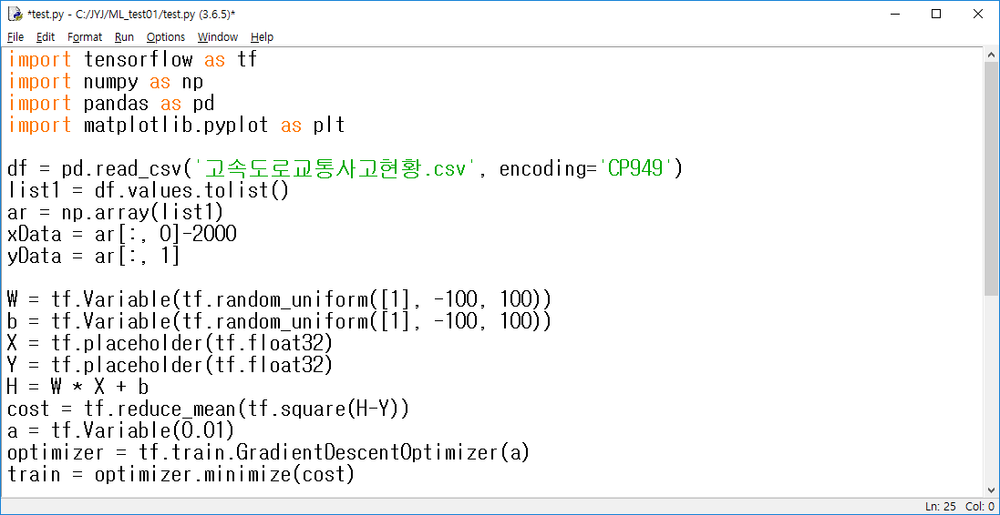 *test.py - C:/JYJ/ML_test01/test.py (3.6.5)*
File Edit Format Run Options Window Help
import tensorflow as tf
import numpy as np
import pandas as pd
import matplotlib.pyplot as plt
df = pd.read_csv('고속도로교통사고현황.csv', encoding='CP949')
list1 = df.values.tolist()
ar = np.array(list1)
xData = ar[:, 0]-2000
yData = ar[:, 1]
W = tf.Variable(tf.random_uniform([1], -100, 100))
b = tf.Variable(tf.random_uniform([1], -100, 100))
X = tf.placeholder(tf.float32)
Y = tf.placeholder(tf.float32)
H = W * X + b
cost = tf.reduce_mean(tf.square(H-Y))
a = tf.Variable(0.01)
optimizer = tf.train.GradientDescentOptimizer(a)
train = optimizer.minimize(cost)
Ln: 25 Col: 0